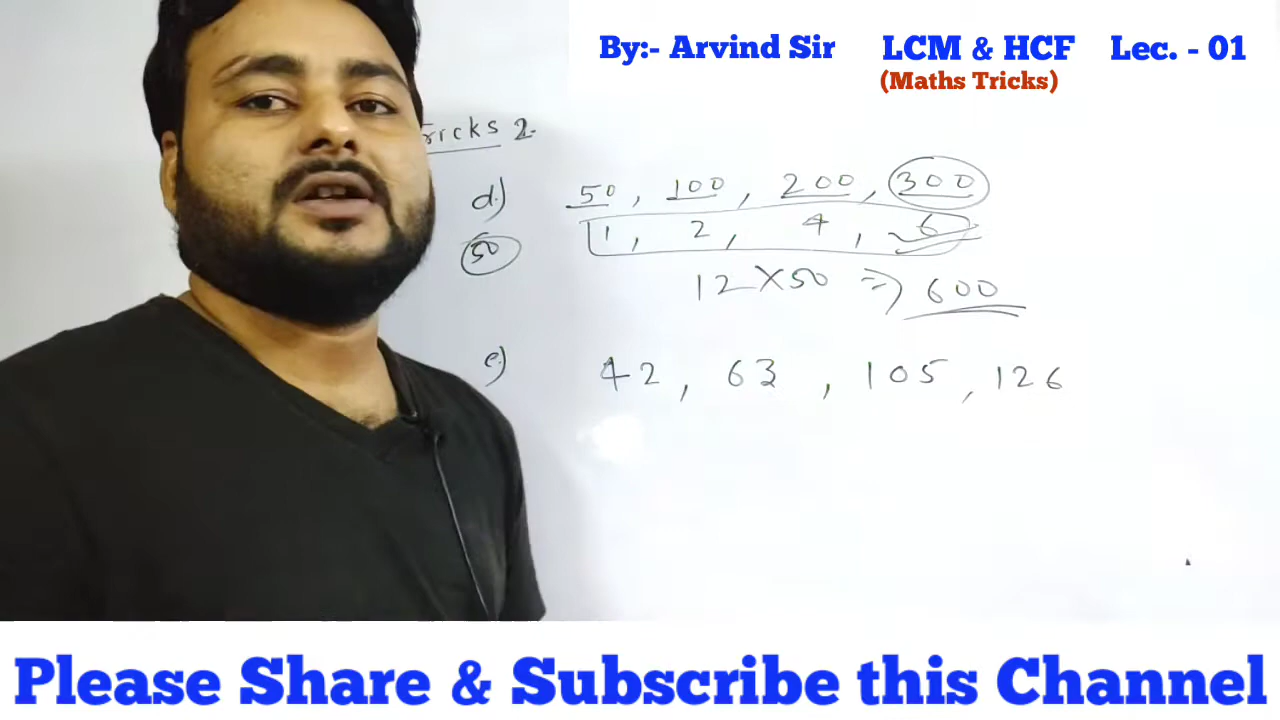 By:- Arvind Sir LCM & HCF Lec. - 01
(Maths Tricks)
Tricks 2.
d.) 50, 100, 200, 300
50 1, 2, 4, 6
12 X 50 => 600
e.) 42, 63, 105, 126
Please Share & Subscribe this Channel